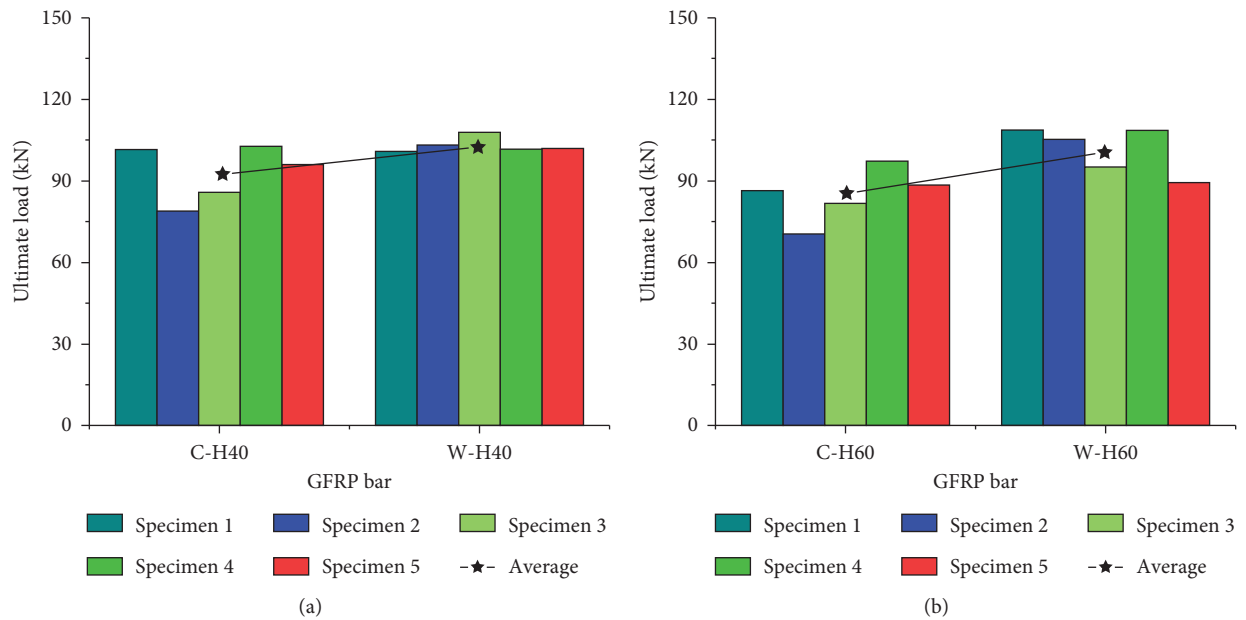 150
120
90
60
30
0
Ultimate load (kN)
C-H40
W-H40
GFRP bar
Specimen 1
Specimen 2
Specimen 3
Specimen 4
Specimen 5
Average
(a)
150
120
90
60
30
0
Ultimate load (kN)
C-H60
W-H60
GFRP bar
Specimen 1
Specimen 2
Specimen 3
Specimen 4
Specimen 5
Average
(b)